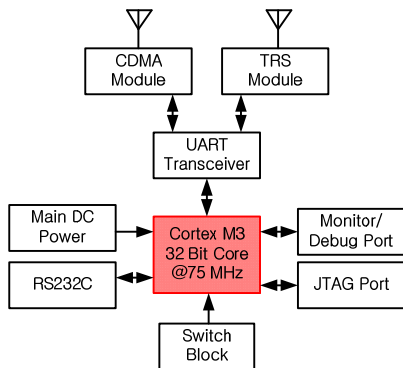 CDMA
Module
TRS
Module
UART
Transceiver
Main DC
Power
Cortex M3
32 Bit Core
@75 MHz
Monitor/
Debug Port
RS232C
JTAG Port
Switch
Block